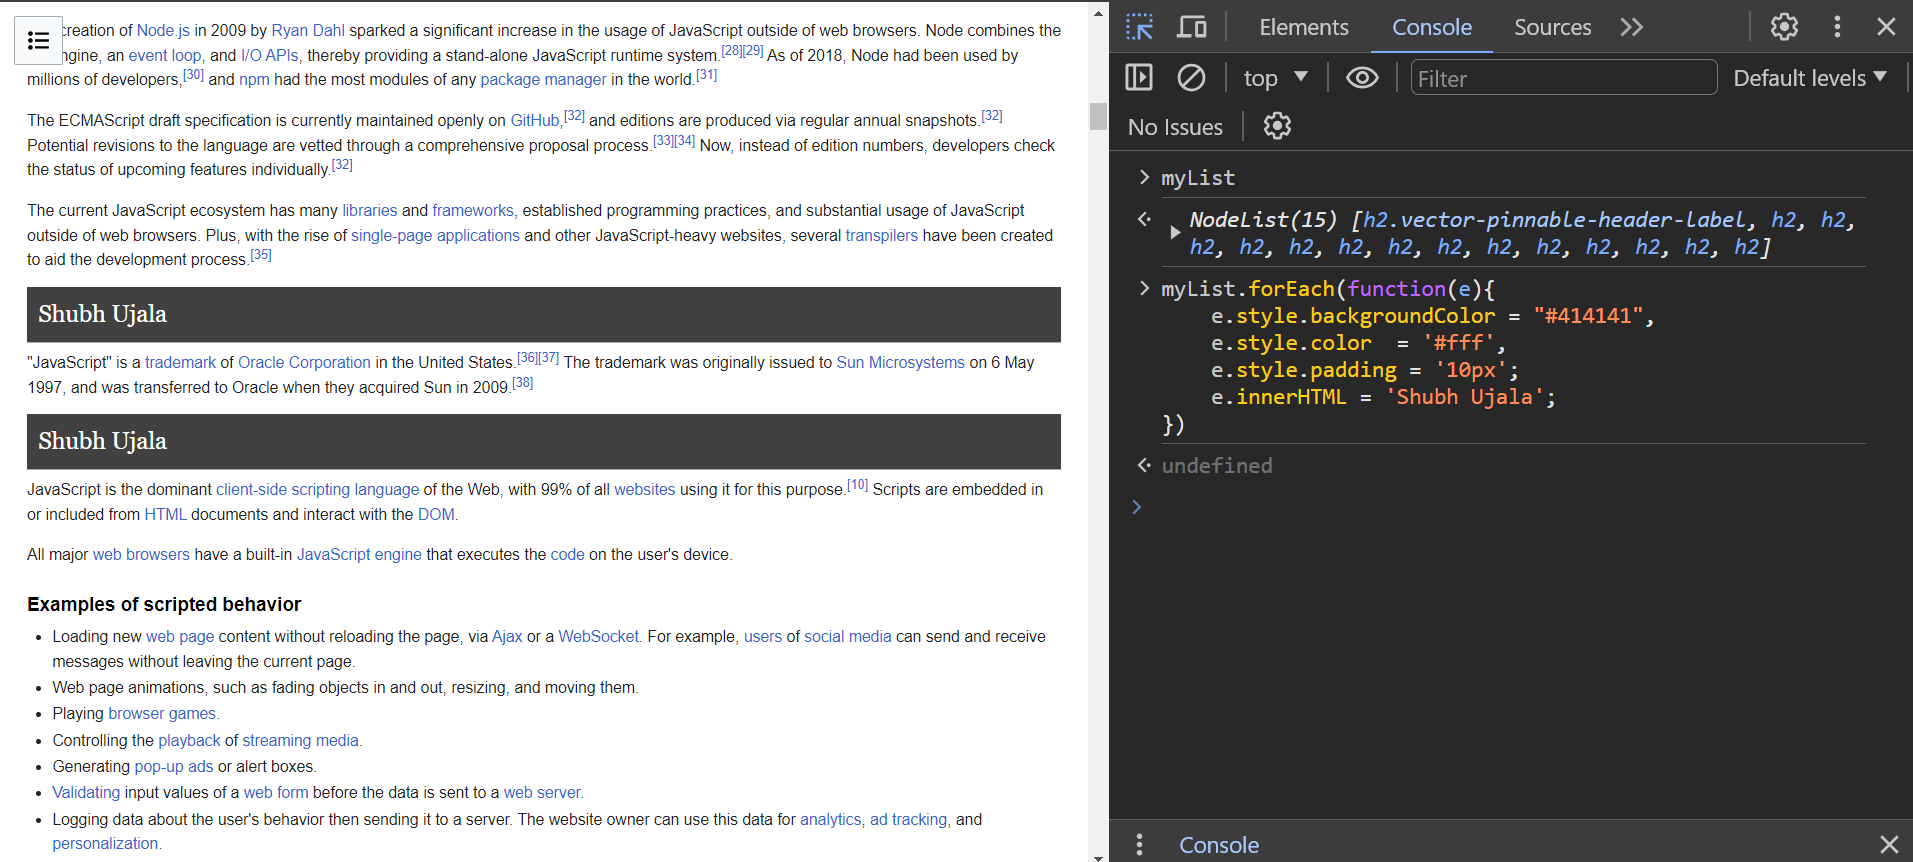 creation of Node.js in 2009 by Ryan Dahl sparked a significant increase in the usage of JavaScript outside of web browsers. Node combines the
ngine, an event loop, and I/O APIs, thereby providing a stand-alone JavaScript runtime system.[28][29] As of 2018, Node had been used by
millions of developers,[30] and npm had the most modules of any package manager in the world.[31]
The ECMAScript draft specification is currently maintained openly on GitHub,[32] and editions are produced via regular annual snapshots.[32]
Potential revisions to the language are vetted through a comprehensive proposal process.[33][34] Now, instead of edition numbers, developers check
the status of upcoming features individually.[32]
The current JavaScript ecosystem has many libraries and frameworks, established programming practices, and substantial usage of JavaScript
outside of web browsers. Plus, with the rise of single-page applications and other JavaScript-heavy websites, several transpilers have been created
to aid the development process.[35]
Shubh Ujala
"JavaScript" is a trademark of Oracle Corporation in the United States.[36][37] The trademark was originally issued to Sun Microsystems on 6 May
1997, and was transferred to Oracle when they acquired Sun in 2009.[38]
Shubh Ujala
JavaScript is the dominant client-side scripting language of the Web, with 99% of all websites using it for this purpose.[10] Scripts are embedded in
or included from HTML documents and interact with the DOM.
All major web browsers have a built-in JavaScript engine that executes the code on the user's device.
Examples of scripted behavior
• Loading new web page content without reloading the page, via Ajax or a WebSocket. For example, users of social media can send and receive
messages without leaving the current page.
• Web page animations, such as fading objects in and out, resizing, and moving them.
• Playing browser games.
• Controlling the playback of streaming media.
• Generating pop-up ads or alert boxes.
• Validating input values of a web form before the data is sent to a web server.
• Logging data about the user's behavior then sending it to a server. The website owner can use this data for analytics, ad tracking, and
personalization.
Elements Console Sources
top Filter Default levels
No Issues
myList
NodeList(15) [h2.vector-pinnable-header-label, h2, h2,
h2, h2, h2, h2, h2, h2, h2, h2, h2, h2, h2, h2]
myList.forEach(function(e){
e.style.backgroundColor = "#414141",
e.style.color  = '#fff',
e.style.padding = '10px';
e.innerHTML = 'Shubh Ujala';
})
undefined
Console